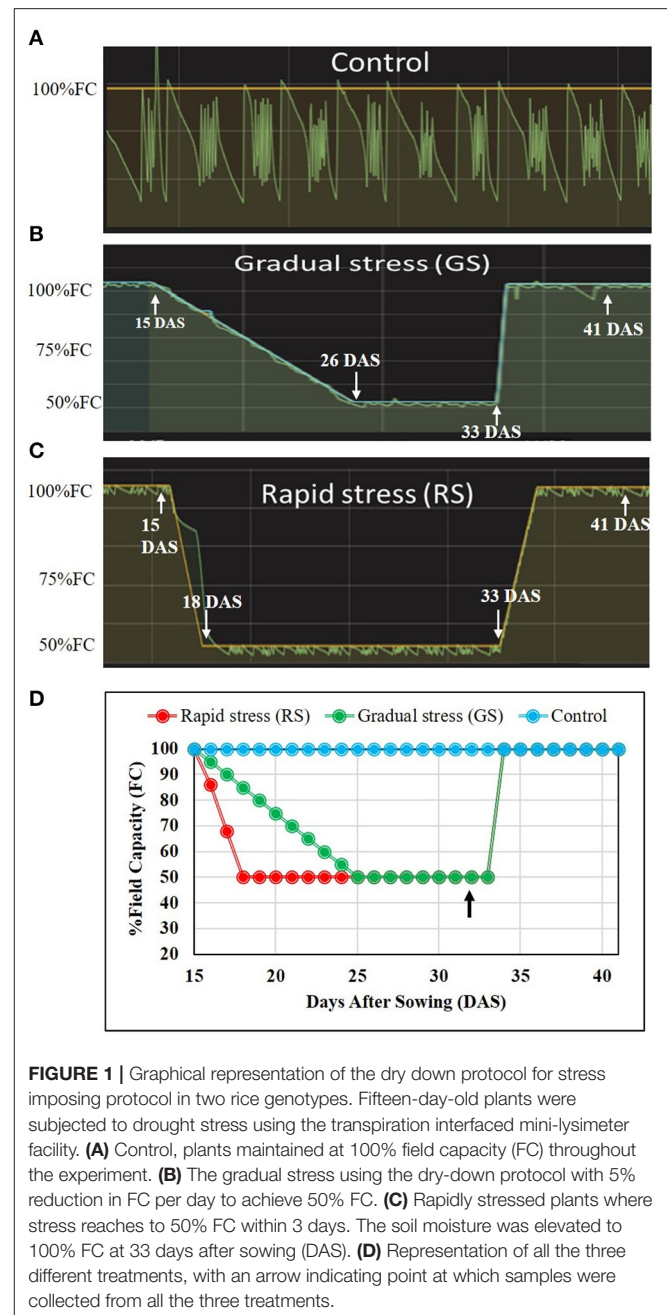 A
Control
100%FC
B
Gradual stress (GS)
100%FC
15 DAS
41 DAS
75%FC
26 DAS
50%FC
33 DAS
C
Rapid stress (RS)
100%FC
15
DAS
41 DAS
75%FC
18 DAS
33 DAS
50%FC
D
Rapid stress (RS) Gradual stress (GS) Control
%Field Capacity (FC)
100
90
80
70
60
50
40
30
20
15 20 25 30 35 40
Days After Sowing (DAS)
FIGURE 1 | Graphical representation of the dry down protocol for stress
imposing protocol in two rice genotypes. Fifteen-day-old plants were
subjected to drought stress using the transpiration interfaced mini-lysimeter
facility. (A) Control, plants maintained at 100% field capacity (FC) throughout
the experiment. (B) The gradual stress using the dry-down protocol with 5%
reduction in FC per day to achieve 50% FC. (C) Rapidly stressed plants where
stress reaches to 50% FC within 3 days. The soil moisture was elevated to
100% FC at 33 days after sowing (DAS). (D) Representation of all the three
different treatments, with an arrow indicating point at which samples were
collected from all the three treatments.